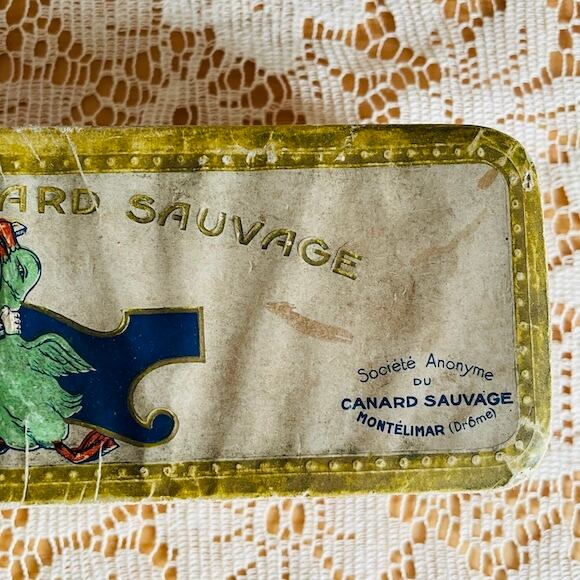 ARD SAUVAGE
Société Anonyme
DU
CANARD SAUVAGE
MONTÉLIMAR (Drôme)